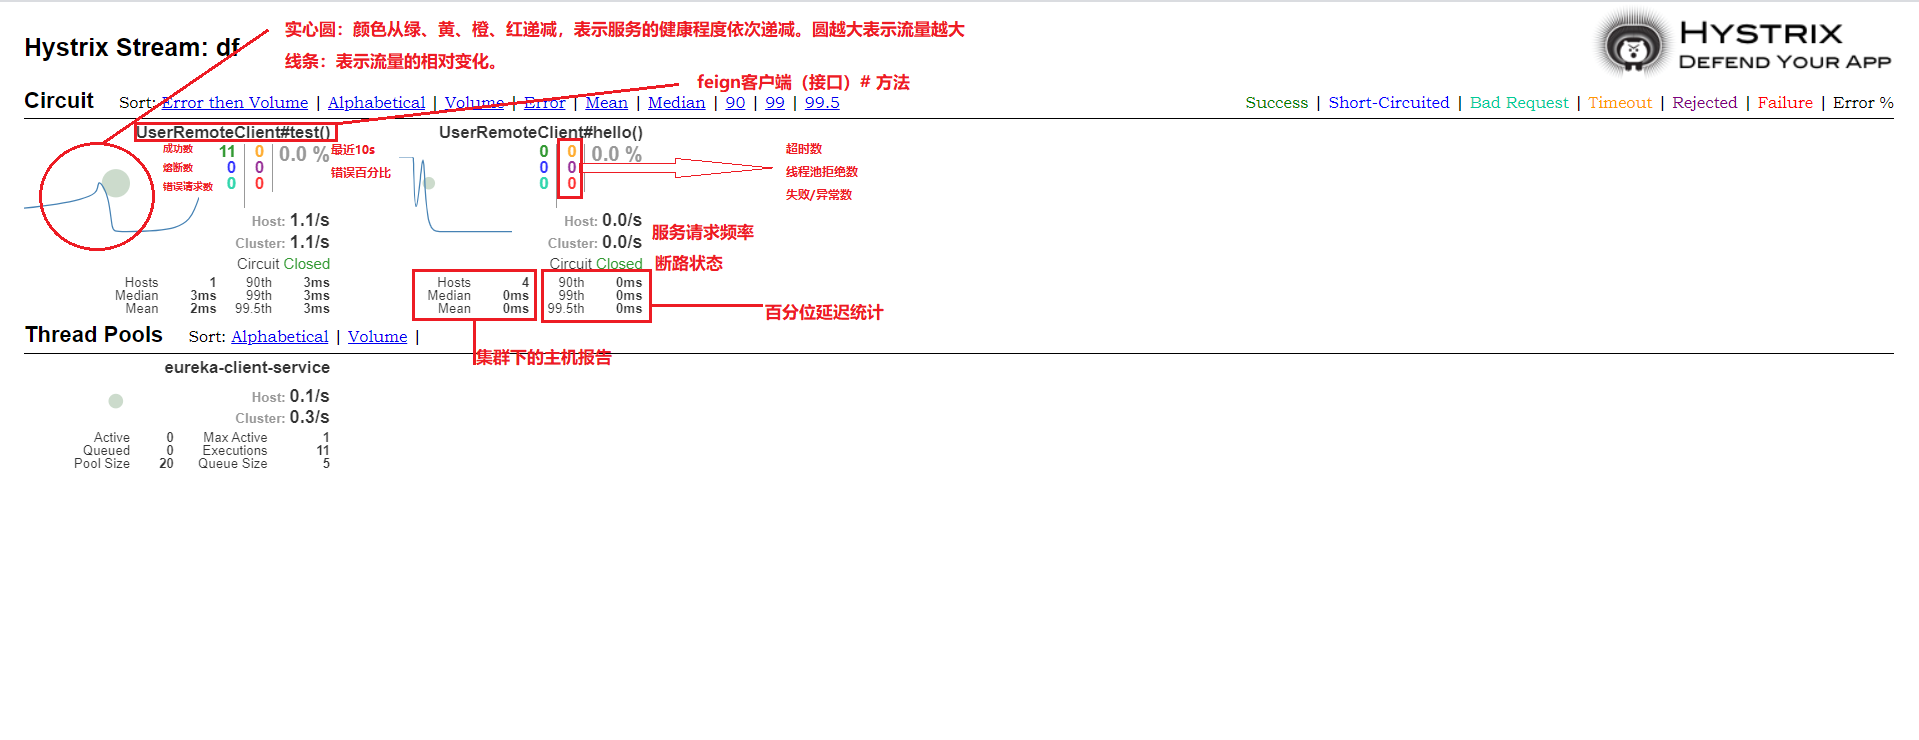 实心圆：颜色从绿、黄、橙、红递减，表示服务的健康程度依次递减。圆越大表示流量越大
线条：表示流量的相对变化。
Hystrix Stream: df
HYSTRIX
DEFEND YOUR APP
feign客户端（接口）# 方法
Circuit Sort: Error then Volume | Alphabetical | Volume | Error | Mean | Median | 90 | 99 | 99.5
Success | Short-Circuited | Bad Request | Timeout | Rejected | Failure | Error %
UserRemoteClient#test()
成功数 11 0 0.0 % 最近10s
熔断数 0 0 错误百分比
错误请求数 0 0
Host: 1.1/s
Cluster: 1.1/s
Circuit Closed
Hosts 1 90th 3ms
Median 3ms 99th 3ms
Mean 2ms 99.5th 3ms
UserRemoteClient#hello()
0 0 0.0 % 超时数
0 0 线程池拒绝数
0 0 失败/异常数
Host: 0.0/s 服务请求频率
Cluster: 0.0/s
Circuit Closed 断路状态
Hosts 4 90th 0ms
Median 0ms 99th 0ms
Mean 0ms 99.5th 0ms
百分位延迟统计
集群下的主机报告
Thread Pools Sort: Alphabetical | Volume |
eureka-client-service
Host: 0.1/s
Cluster: 0.3/s
Active 0 Max Active 1
Queued 0 Executions 11
Pool Size 20 Queue Size 5